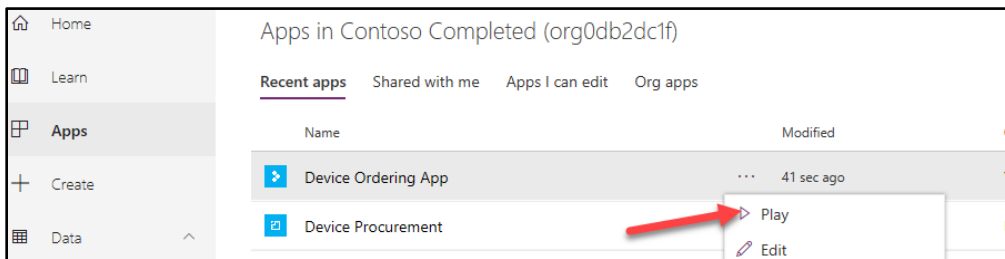 Home
Apps in Contoso Completed (org0db2dc1f)
Learn
Recent apps Shared with me Apps I can edit Org apps
Apps
Name Modified
Create
Device Ordering App ... 41 sec ago
Play
Data
Device Procurement
Edit